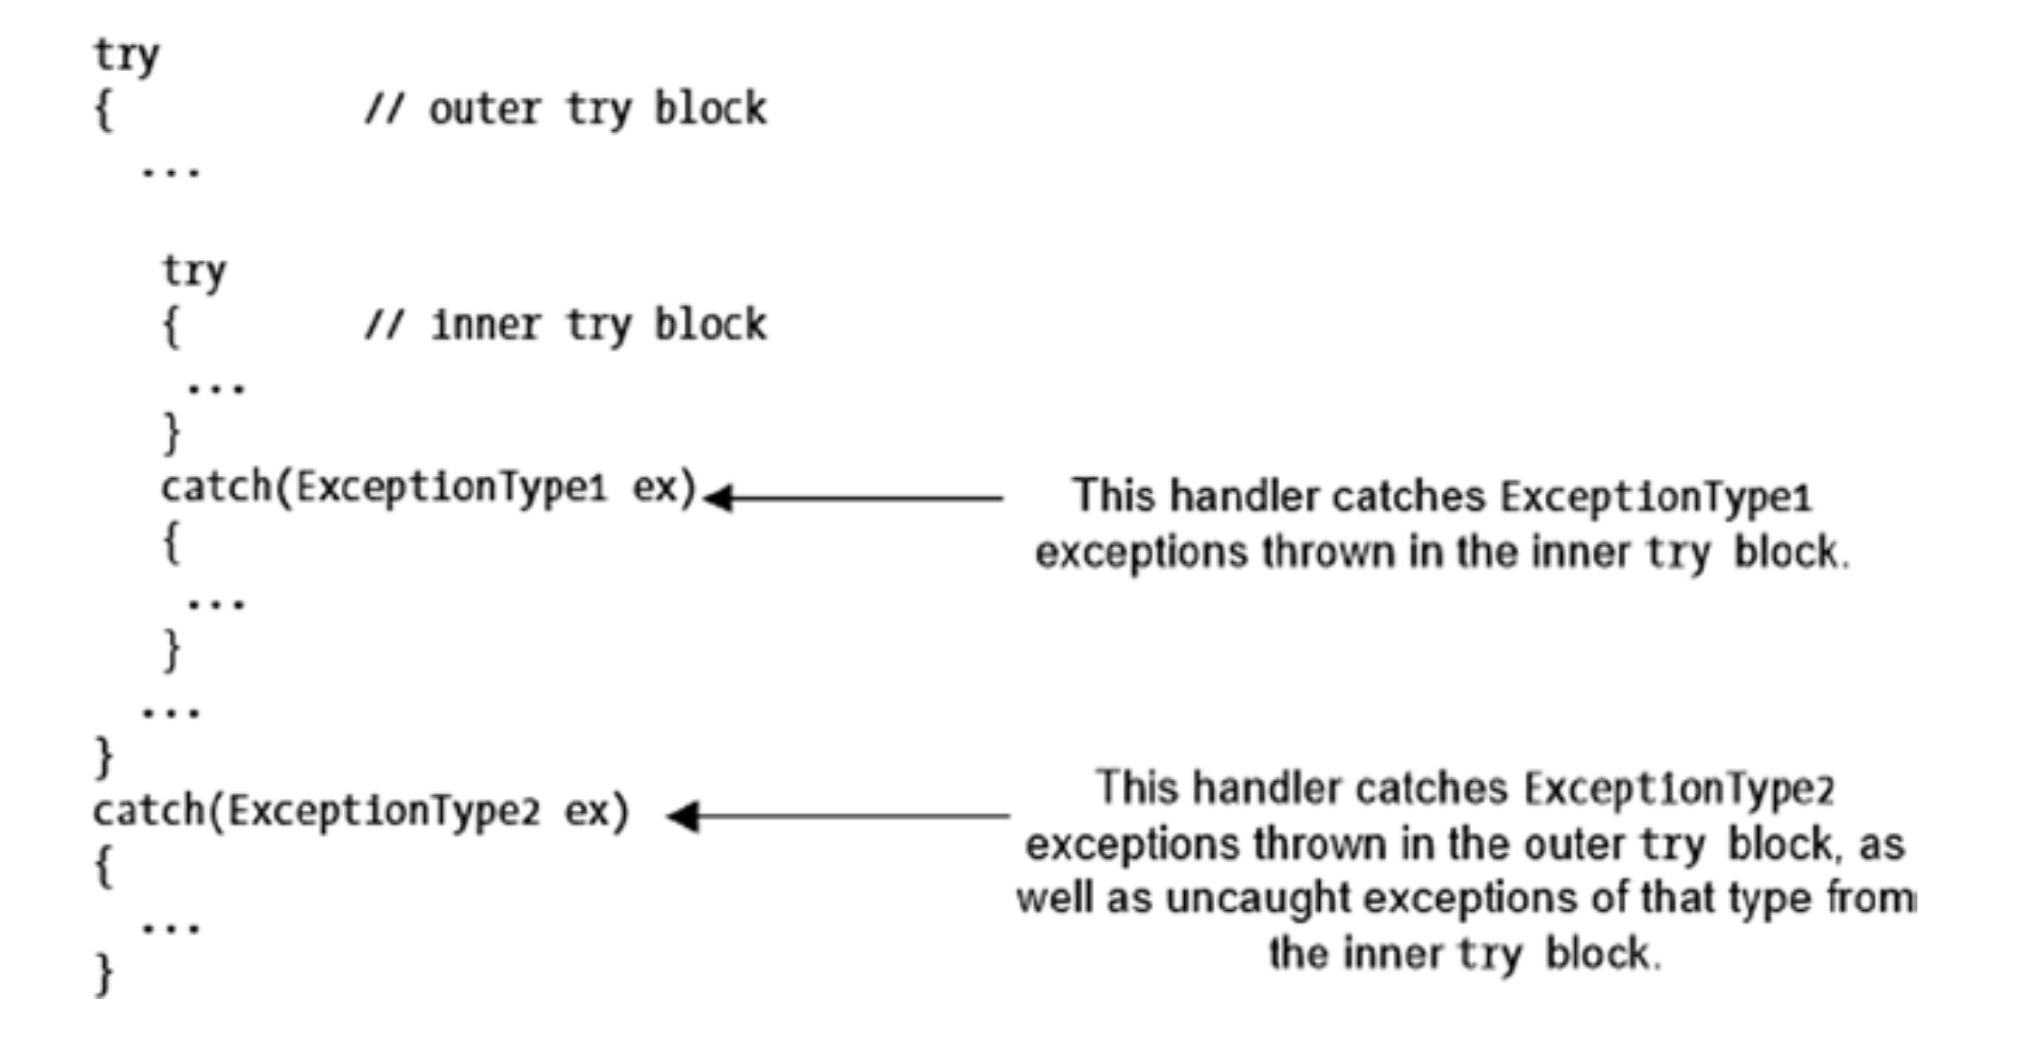 try
{ // outer try block
...
try
{ // inner try block
...
}
catch(ExceptionType1 ex)
This handler catches ExceptionType1
exceptions thrown in the inner try block.
{
...
}
...
}
catch(ExceptionType2 ex)
This handler catches ExceptionType2
exceptions thrown in the outer try block, as
well as uncaught exceptions of that type from
the inner try block.
{
...
}